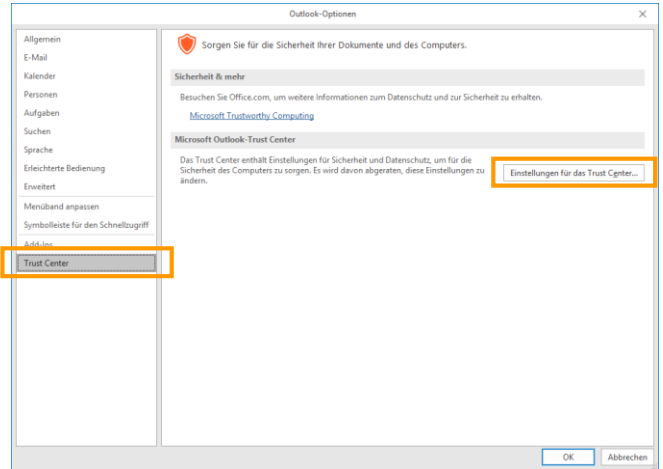 Outlook-Optionen
Allgemein
E-Mail
Kalender
Personen
Aufgaben
Suchen
Sprache
Erleichterte Bedienung
Erweitert
Menüband anpassen
Symbolleiste für den Schnellzugriff
Add-Ins
Trust Center
Sorgen Sie für die Sicherheit Ihrer Dokumente und des Computers.
Sicherheit & mehr
Besuchen Sie Office.com, um weitere Informationen zum Datenschutz und zur Sicherheit zu erhalten.
Microsoft Trustworthy Computing
Microsoft Outlook-Trust Center
Das Trust Center enthält Einstellungen für Sicherheit und Datenschutz, um für die
Sicherheit des Computers zu sorgen. Es wird davon abgeraten, diese Einstellungen zu
ändern.
Einstellungen für das Trust Center...
OK
Abbrechen